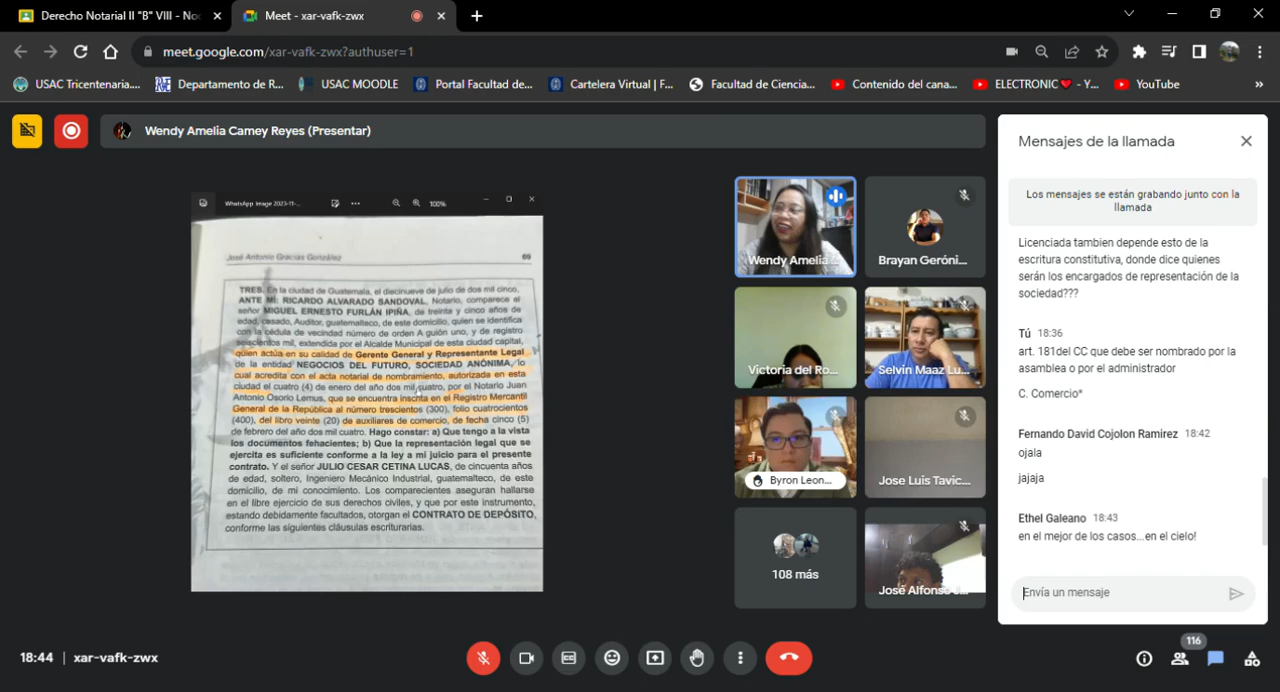 Derecho Notarial II "B" VIII - No
Meet - xar-vafk-zwx
meet.google.com/xar-vafk-zwx?authuser=1
USAC Tricentenaria....
Departamento de R...
USAC MOODLE
Portal Facultad de...
Cartelera Virtual | F...
Facultad de Ciencia...
Contenido del cana...
ELECTRONIC❤️ - Y...
YouTube
»
Wendy Amelia Camey Reyes (Presentar)
WhatsApp Image 2023-11-...
100%
José Antonio Gracias González
69
TRES. En la ciudad de Guatemala, el diecinueve de julio de dos mil cinco,
ANTE MÍ: RICARDO ALVARADO SANDOVAL, Notario, comparece el
señor MIGUEL ERNESTO FURLÁN IPIÑA, de treinta y cinco años de
edad, casado, Auditor, guatemalteco, de este domicilio, quien se identifica
con la cédula de vecindad número de orden A guión uno, y de registro
seiscientos mil, extendida por el Alcalde Municipal de esta ciudad capital,
quien actúa en su calidad de Gerente General y Representante Legal
de la entidad NEGOCIOS DEL FUTURO, SOCIEDAD ANÓNIMA, lo
cual acredita con el acta notarial de nombramiento, autorizada en esta
ciudad el cuatro (4) de enero del año dos mil cuatro, por el Notario Juan
Antonio Osorio Lemus, que se encuentra inscrita en el Registro Mercantil
General de la República al número trescientos (300), folio cuatrocientos
(400), del libro veinte (20) de auxiliares de comercio, de fecha cinco (5)
de febrero del año dos mil cuatro. Hago constar: a) Que tengo a la vista
los documentos fehacientes; b) Que la representación legal que se
ejercita es suficiente conforme a la ley a mi juicio para el presente
contrato. Y el señor JULIO CESAR CETINA LUCAS, de cincuenta años
de edad, soltero, Ingeniero Mecánico Industrial, guatemalteco, de este
domicilio, de mi conocimiento. Los comparecientes aseguran hallarse
en el libre ejercicio de sus derechos civiles, y que por este instrumento,
estando debidamente facultados, otorgan el CONTRATO DE DEPÓSITO,
conforme las siguientes cláusulas escriturarias.
Wendy Amelia ...
Brayan Geróni...
Victoria del Ro...
Selvin Maaz Lu...
Byron Leon...
Jose Luis Tavic...
108 más
José Alfonso J...
Mensajes de la llamada
Los mensajes se están grabando junto con la
llamada
Licenciada tambien depende esto de la
escritura constitutiva, donde dice quienes
serán los encargados de representación de la
sociedad???
Tú 18:36
art. 181del CC que debe ser nombrado por la
asamblea o por el administrador
C. Comercio*
Fernando David Cojolon Ramirez 18:42
ojala
jajaja
Ethel Galeano 18:43
en el mejor de los casos...en el cielo!
Envía un mensaje
18:44 | xar-vafk-zwx
116